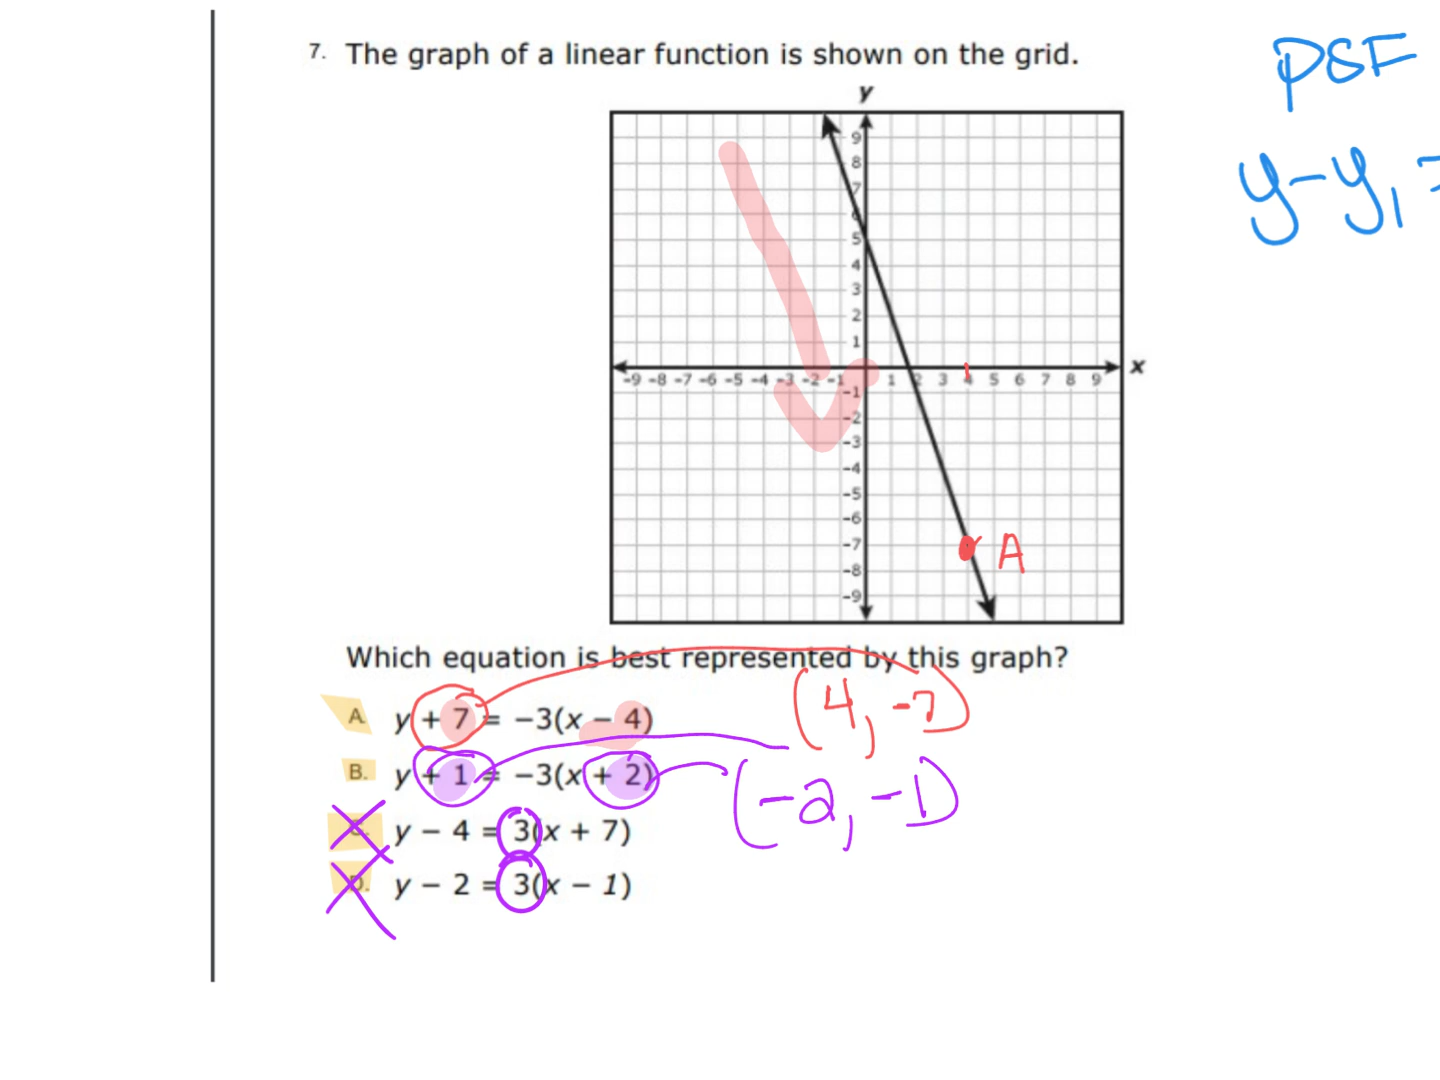 PSF
7. The graph of a linear function is shown on the grid.
y
y-y₁ =
9
8
7
6
5
4
3
2
1
x
-9 -8 -7 -6 -5 -4 -3 -2 -1 1 2 3 4 5 6 7 8 9
-1
-2
-3
-4
-5
-6
-7
A
-8
-9
Which equation is best represented by this graph?
A. y + 7 = −3(x − 4)
(4, -7)
B. y + 1 = −3(x + 2)
(-2, -1)
C. y − 4 = 3(x + 7)
D. y − 2 = 3(x − 1)